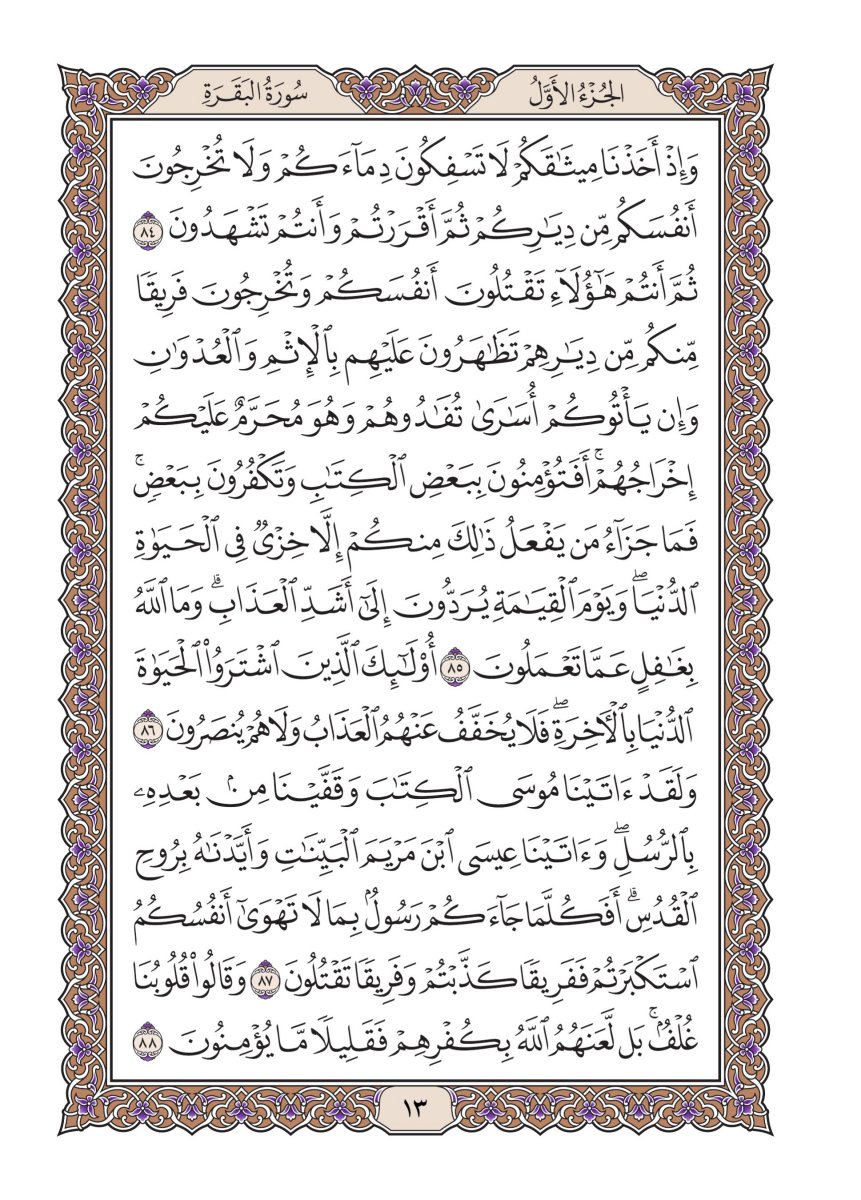 الجُزْءُ الأَوَّلُ
سُورَةُ البَقَرَةِ
وَإِذْ أَخَذْنَا مِيثَٰقَكُمْ لَا تَسْفِكُونَ دِمَآءَكُمْ وَلَا تُخْرِجُونَ
أَنفُسَكُم مِّن دِيَٰرِكُمْ ثُمَّ أَقْرَرْتُمْ وَأَنتُمْ تَشْهَدُونَ ٨٤
ثُمَّ أَنتُمْ هَٰٓؤُلَآءِ تَقْتُلُونَ أَنفُسَكُمْ وَتُخْرِجُونَ فَرِيقًا
مِّنكُم مِّن دِيَٰرِهِمْ تَظَٰهَرُونَ عَلَيْهِم بِٱلْإِثْمِ وَٱلْعُدْوَٰنِ
وَإِن يَأْتُوكُمْ أُسَٰرَىٰ تُفَٰدُوهُمْ وَهُوَ مُحَرَّمٌ عَلَيْكُمْ
إِخْرَاجُهُمْۚ أَفَتُؤْمِنُونَ بِبَعْضِ ٱلْكِتَٰبِ وَتَكْفُرُونَ بِبَعْضٍۚ
فَمَا جَزَآءُ مَن يَفْعَلُ ذَٰلِكَ مِنكُمْ إِلَّا خِزْىٌ فِى ٱلْحَيَوٰةِ
ٱلدُّنْيَاۖ وَيَوْمَ ٱلْقِيَٰمَةِ يُرَدُّونَ إِلَىٰٓ أَشَدِّ ٱلْعَذَابِۗ وَمَا ٱللَّهُ
بِغَٰفِلٍ عَمَّا تَعْمَلُونَ ٨٥ أُو۟لَٰٓئِكَ ٱلَّذِينَ ٱشْتَرَوُا۟ ٱلْحَيَوٰةَ
ٱلدُّنْيَا بِٱلْءَاخِرَةِۖ فَلَا يُخَفَّفُ عَنْهُمُ ٱلْعَذَابُ وَلَا هُمْ يُنصَرُونَ ٨٦
وَلَقَدْ ءَاتَيْنَا مُوسَى ٱلْكِتَٰبَ وَقَفَّيْنَا مِنۢ بَعْدِهِۦ
بِٱلرُّسُلِۖ وَءَاتَيْنَا عِيسَى ٱبْنَ مَرْيَمَ ٱلْبَيِّنَٰتِ وَأَيَّدْنَٰهُ بِرُوحِ
ٱلْقُدُسِۗ أَفَكُلَّمَا جَآءَكُمْ رَسُولٌۢ بِمَا لَا تَهْوَىٰٓ أَنفُسُكُمُ
ٱسْتَكْبَرْتُمْ فَفَرِيقًا كَذَّبْتُمْ وَفَرِيقًا تَقْتُلُونَ ٨٧ وَقَالُوا۟ قُلُوبُنَا
غُلْفٌۢۚ بَل لَّعَنَهُمُ ٱللَّهُ بِكُفْرِهِمْ فَقَلِيلًا مَّا يُؤْمِنُونَ ٨٨
١٣